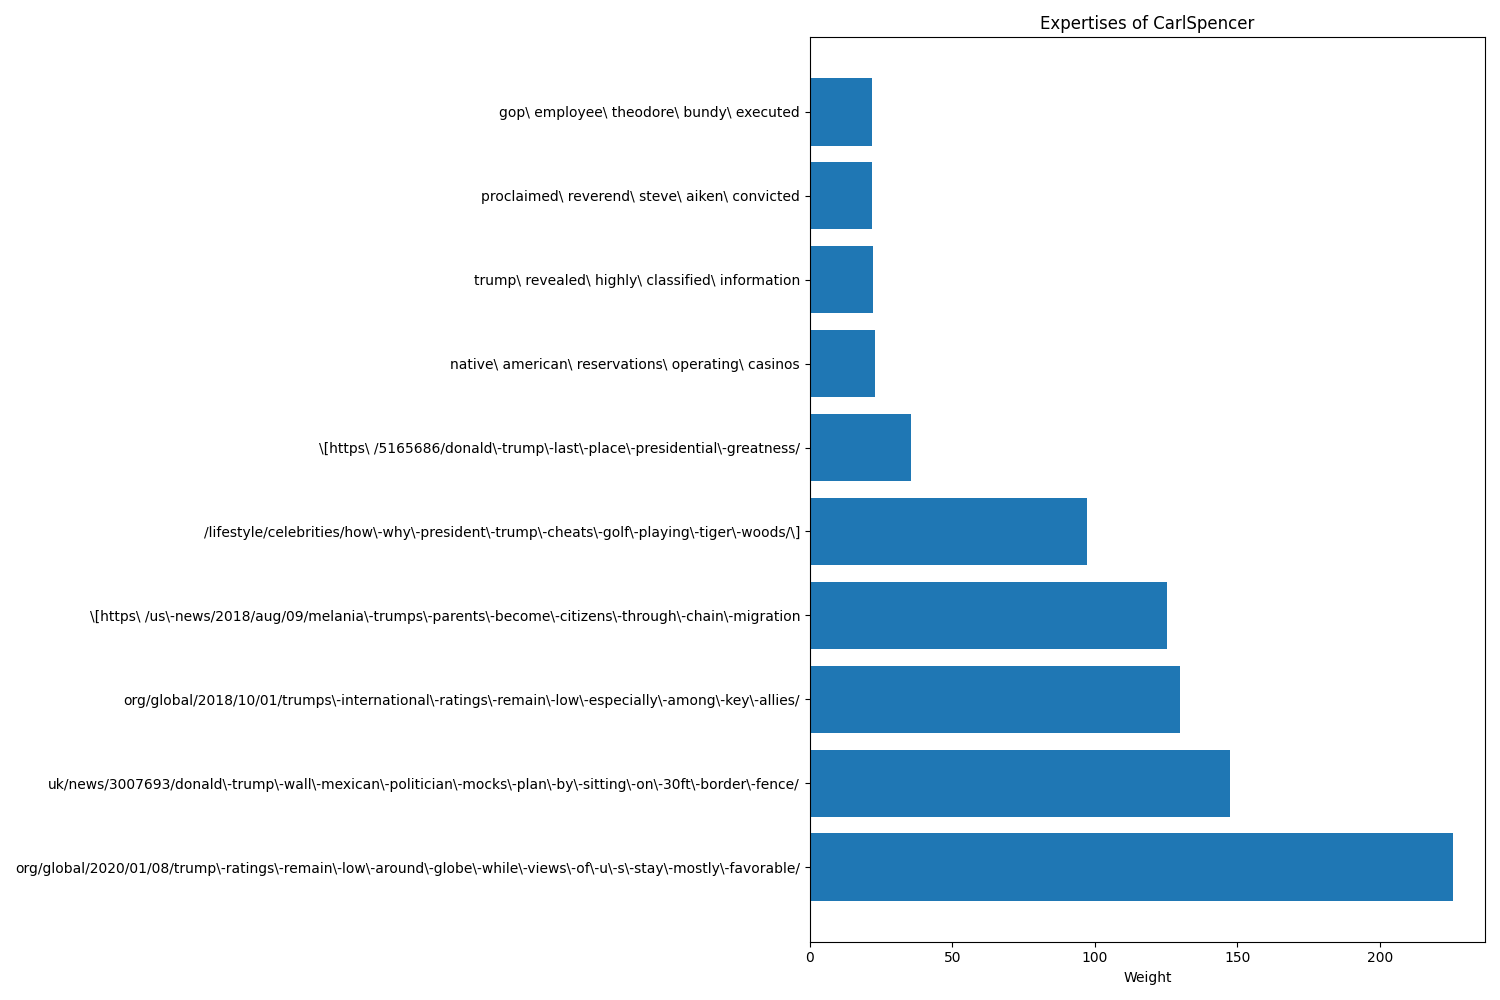 Expertises of CarlSpencer
gop\ employee\ theodore\ bundy\ executed
proclaimed\ reverend\ steve\ aiken\ convicted
trump\ revealed\ highly\ classified\ information
native\ american\ reservations\ operating\ casinos
\[https\ /5165686/donald\-trump\-last\-place\-presidential\-greatness/
/lifestyle/celebrities/how\-why\-president\-trump\-cheats\-golf\-playing\-tiger\-woods/\]
\[https\ /us\-news/2018/aug/09/melania\-trumps\-parents\-become\-citizens\-through\-chain\-migration
org/global/2018/10/01/trumps\-international\-ratings\-remain\-low\-especially\-among\-key\-allies/
uk/news/3007693/donald\-trump\-wall\-mexican\-politician\-mocks\-plan\-by\-sitting\-on\-30ft\-border\-fence/
org/global/2020/01/08/trump\-ratings\-remain\-low\-around\-globe\-while\-views\-of\-u\-s\-stay\-mostly\-favorable/
0 50 100 150 200
Weight